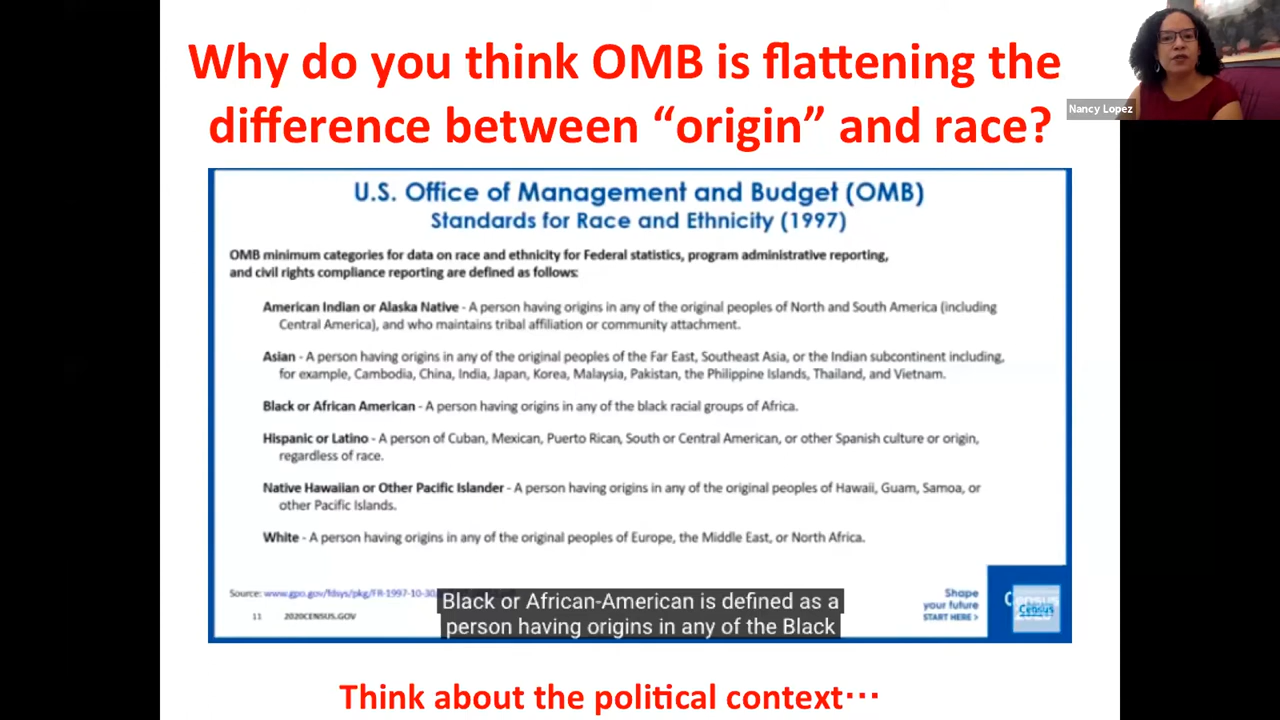 Why do you think OMB is flattening the
difference between “origin” and race?
Nancy Lopez
U.S. Office of Management and Budget (OMB)
Standards for Race and Ethnicity (1997)
OMB minimum categories for data on race and ethnicity for Federal statistics, program administrative reporting,
and civil rights compliance reporting are defined as follows:
American Indian or Alaska Native - A person having origins in any of the original peoples of North and South America (including
Central America), and who maintains tribal affiliation or community attachment.
Asian - A person having origins in any of the original peoples of the Far East, Southeast Asia, or the Indian subcontinent including,
for example, Cambodia, China, India, Japan, Korea, Malaysia, Pakistan, the Philippine Islands, Thailand, and Vietnam.
Black or African American - A person having origins in any of the black racial groups of Africa.
Hispanic or Latino - A person of Cuban, Mexican, Puerto Rican, South or Central American, or other Spanish culture or origin,
regardless of race.
Native Hawaiian or Other Pacific Islander - A person having origins in any of the original peoples of Hawaii, Guam, Samoa, or
other Pacific Islands.
White - A person having origins in any of the original peoples of Europe, the Middle East, or North Africa.
Source: www.gpo.gov/fdsys/pkg/FR-1997-10-30
11 2020CENSUS.GOV
Black or African-American is defined as a
person having origins in any of the Black
Shape
your future
START HERE >
Census
Think about the political context···